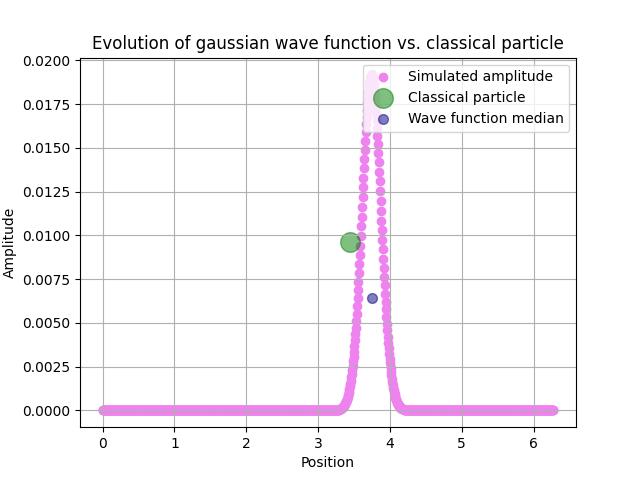 Evolution of gaussian wave function vs. classical particle
Simulated amplitude
Classical particle
Wave function median
0.0200
0.0175
0.0150
0.0125
0.0100
0.0075
0.0050
0.0025
0.0000
Amplitude
0 1 2 3 4 5 6
Position